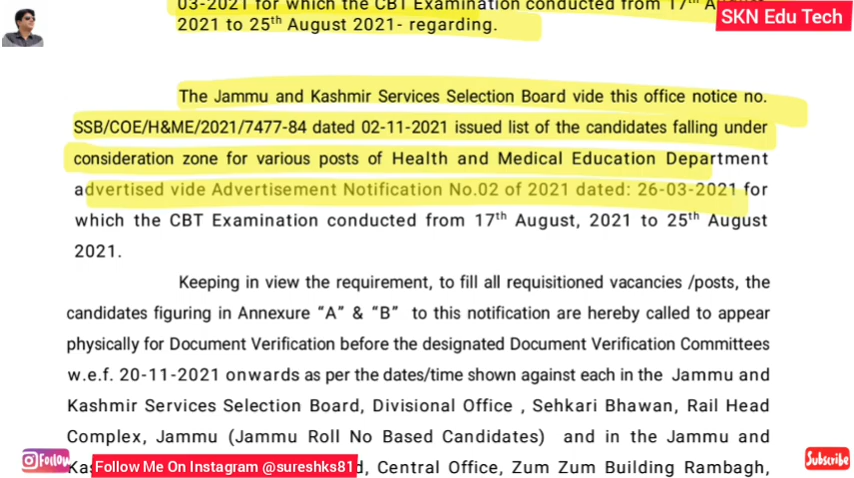 03-2021 for which the CBT Examination conducted from 17th August
2021 to 25th August 2021- regarding.
SKN Edu Tech
The Jammu and Kashmir Services Selection Board vide this office notice no.
SSB/COE/H&ME/2021/7477-84 dated 02-11-2021 issued list of the candidates falling under
consideration zone for various posts of Health and Medical Education Department
advertised vide Advertisement Notification No.02 of 2021 dated: 26-03-2021 for
which the CBT Examination conducted from 17th August, 2021 to 25th August
2021.
Keeping in view the requirement, to fill all requisitioned vacancies /posts, the
candidates figuring in Annexure “A” & “B” to this notification are hereby called to appear
physically for Document Verification before the designated Document Verification Committees
w.e.f. 20-11-2021 onwards as per the dates/time shown against each in the Jammu and
Kashmir Services Selection Board, Divisional Office , Sehkari Bhawan, Rail Head
Complex, Jammu (Jammu Roll No Based Candidates) and in the Jammu and
Central Office, Zum Zum Building Rambagh,
Follow
Follow Me On Instagram @sureshks81
Subscribe